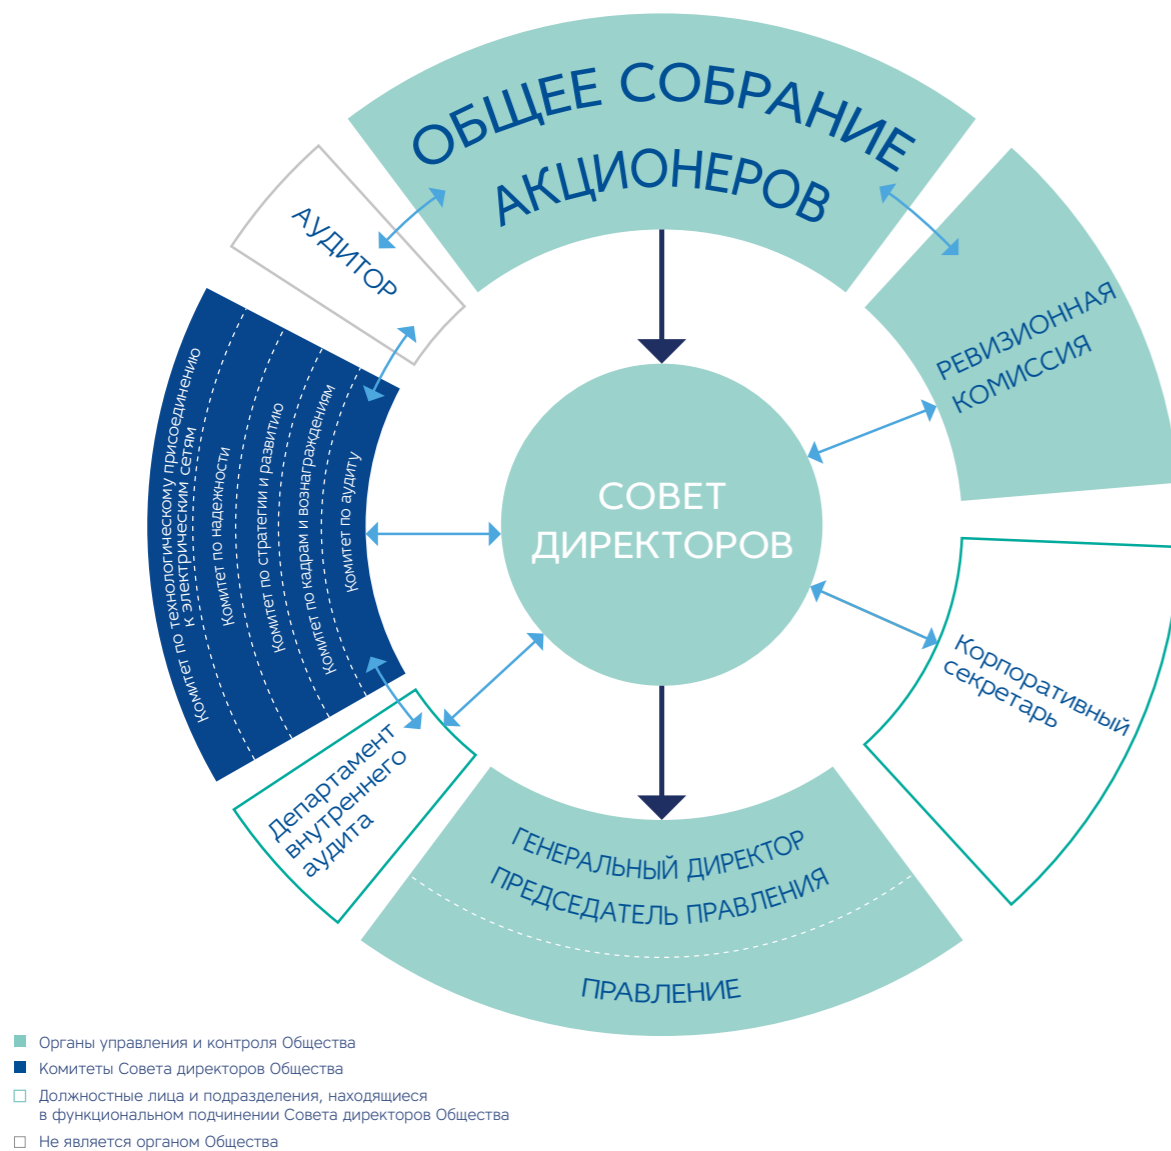 ОБЩЕЕ СОБРАНИЕ
АКЦИОНЕРОВ
АУДИТОР
РЕВИЗИОННАЯ
КОМИССИЯ
Комитет по технологическому присоединению
к электрическим сетям
Комитет по надежности
Комитет по стратегии и развитию
Комитет по кадрам и вознаграждениям
Комитет по аудиту
СОВЕТ
ДИРЕКТОРОВ
Корпоративный
секретарь
Департамент
внутреннего
аудита
ГЕНЕРАЛЬНЫЙ ДИРЕКТОР
ПРЕДСЕДАТЕЛЬ ПРАВЛЕНИЯ
ПРАВЛЕНИЕ
Органы управления и контроля Общества
Комитеты Совета директоров Общества
Должностные лица и подразделения, находящиеся
в функциональном подчинении Совета директоров Общества
Не является органом Общества